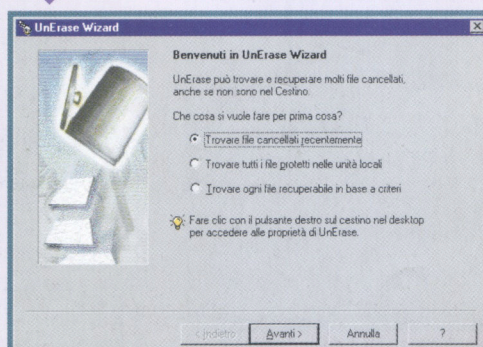 UnErase Wizard
Benvenuti in UnErase Wizard
UnErase può trovare e recuperare molti file cancellati,
anche se non sono nel Cestino.
Che cosa si vuole fare per prima cosa?
Trovare file cancellati recentemente
Trovare tutti i file protetti nelle unità locali
Trovare ogni file recuperabile in base a criteri
Fare clic con il pulsante destro sul cestino nel desktop
per accedere alle proprietà di UnErase.
< Indietro Avanti > Annulla ?